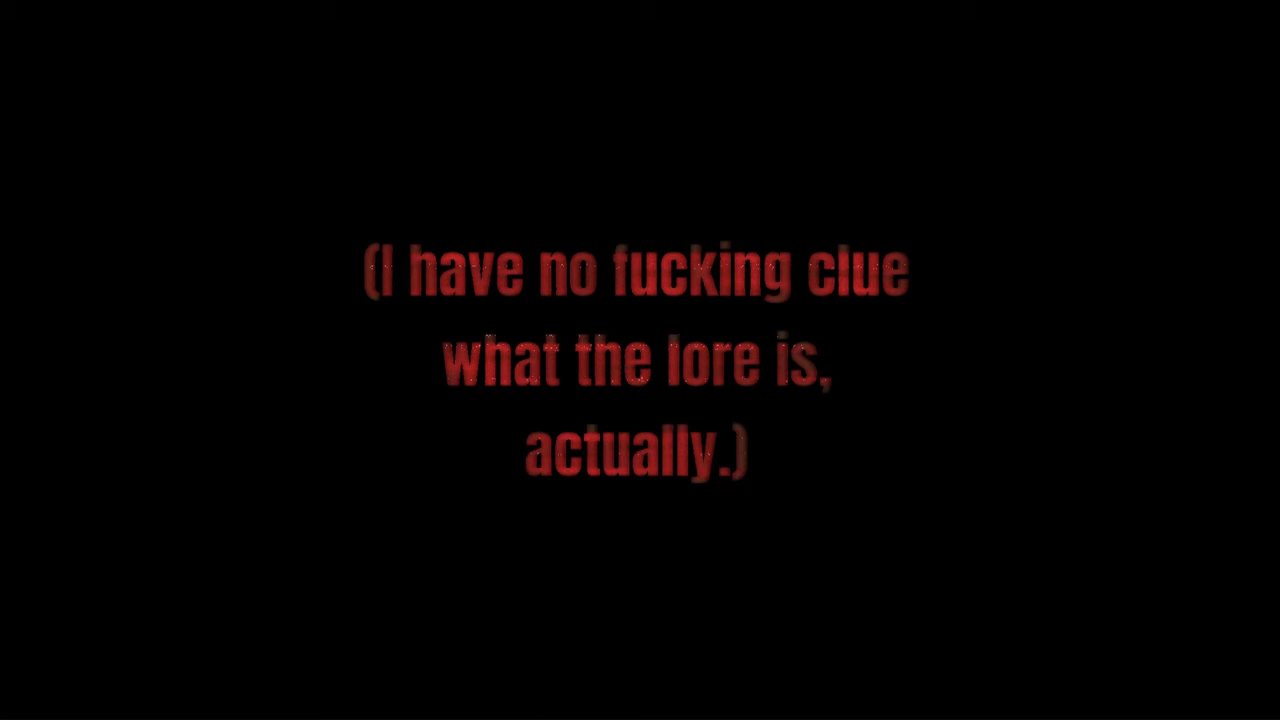 (I have no fucking clue
what the lore is,
actually.)